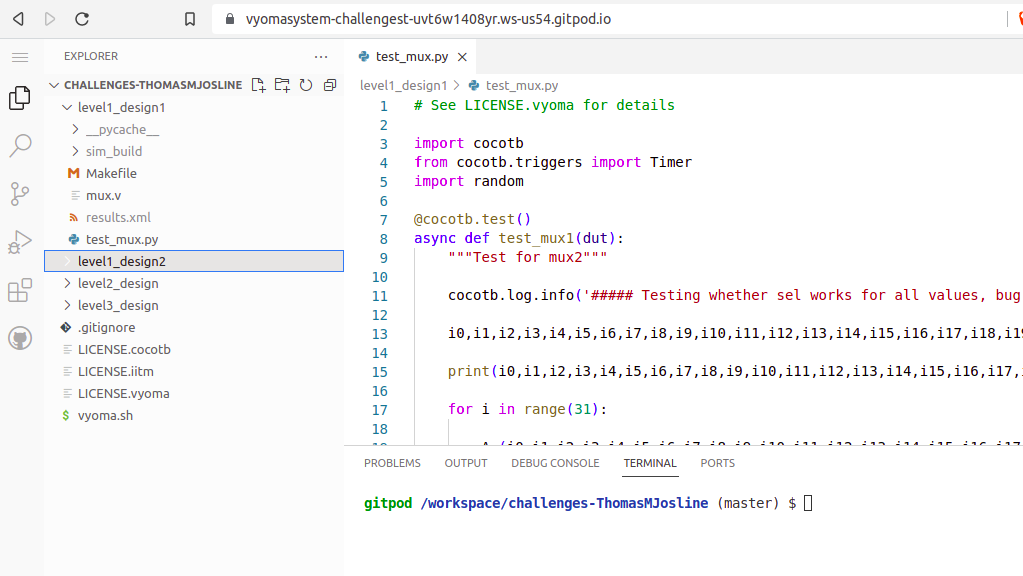 vyomasystem-challengest-uvt6w1408yr.ws-us54.gitpod.io
EXPLORER
CHALLENGES-THOMASMJOSLINE
level1_design1
__pycache__
sim_build
Makefile
mux.v
results.xml
test_mux.py
level1_design2
level2_design
level3_design
.gitignore
LICENSE.cocotb
LICENSE.iitm
LICENSE.vyoma
$ vyoma.sh
test_mux.py
level1_design1 > test_mux.py
1 # See LICENSE.vyoma for details
2
3 import cocotb
4 from cocotb.triggers import Timer
5 import random
6
7 @cocotb.test()
8 async def test_mux1(dut):
9 """Test for mux2"""
10
11 cocotb.log.info('##### Testing whether sel works for all values, bug
12
13 i0,i1,i2,i3,i4,i5,i6,i7,i8,i9,i10,i11,i12,i13,i14,i15,i16,i17,i18,i19
14
15 print(i0,i1,i2,i3,i4,i5,i6,i7,i8,i9,i10,i11,i12,i13,i14,i15,i16,i17,
16
17 for i in range(31):
18
PROBLEMS OUTPUT DEBUG CONSOLE TERMINAL PORTS
gitpod /workspace/challenges-ThomasMJosline (master) $